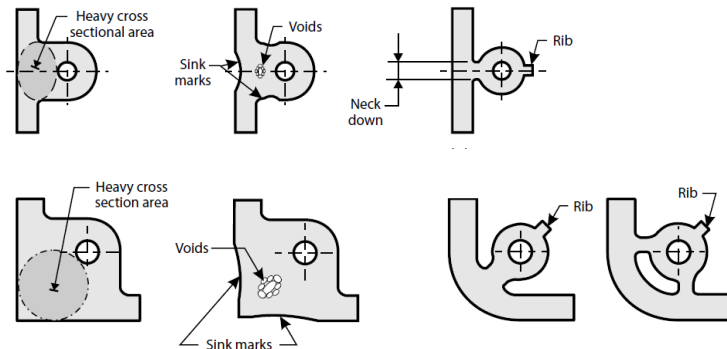 Heavy cross
sectional area
Voids
Sink
marks
Rib
Neck
down
Heavy cross
section area
Voids
Sink marks
Rib
Rib